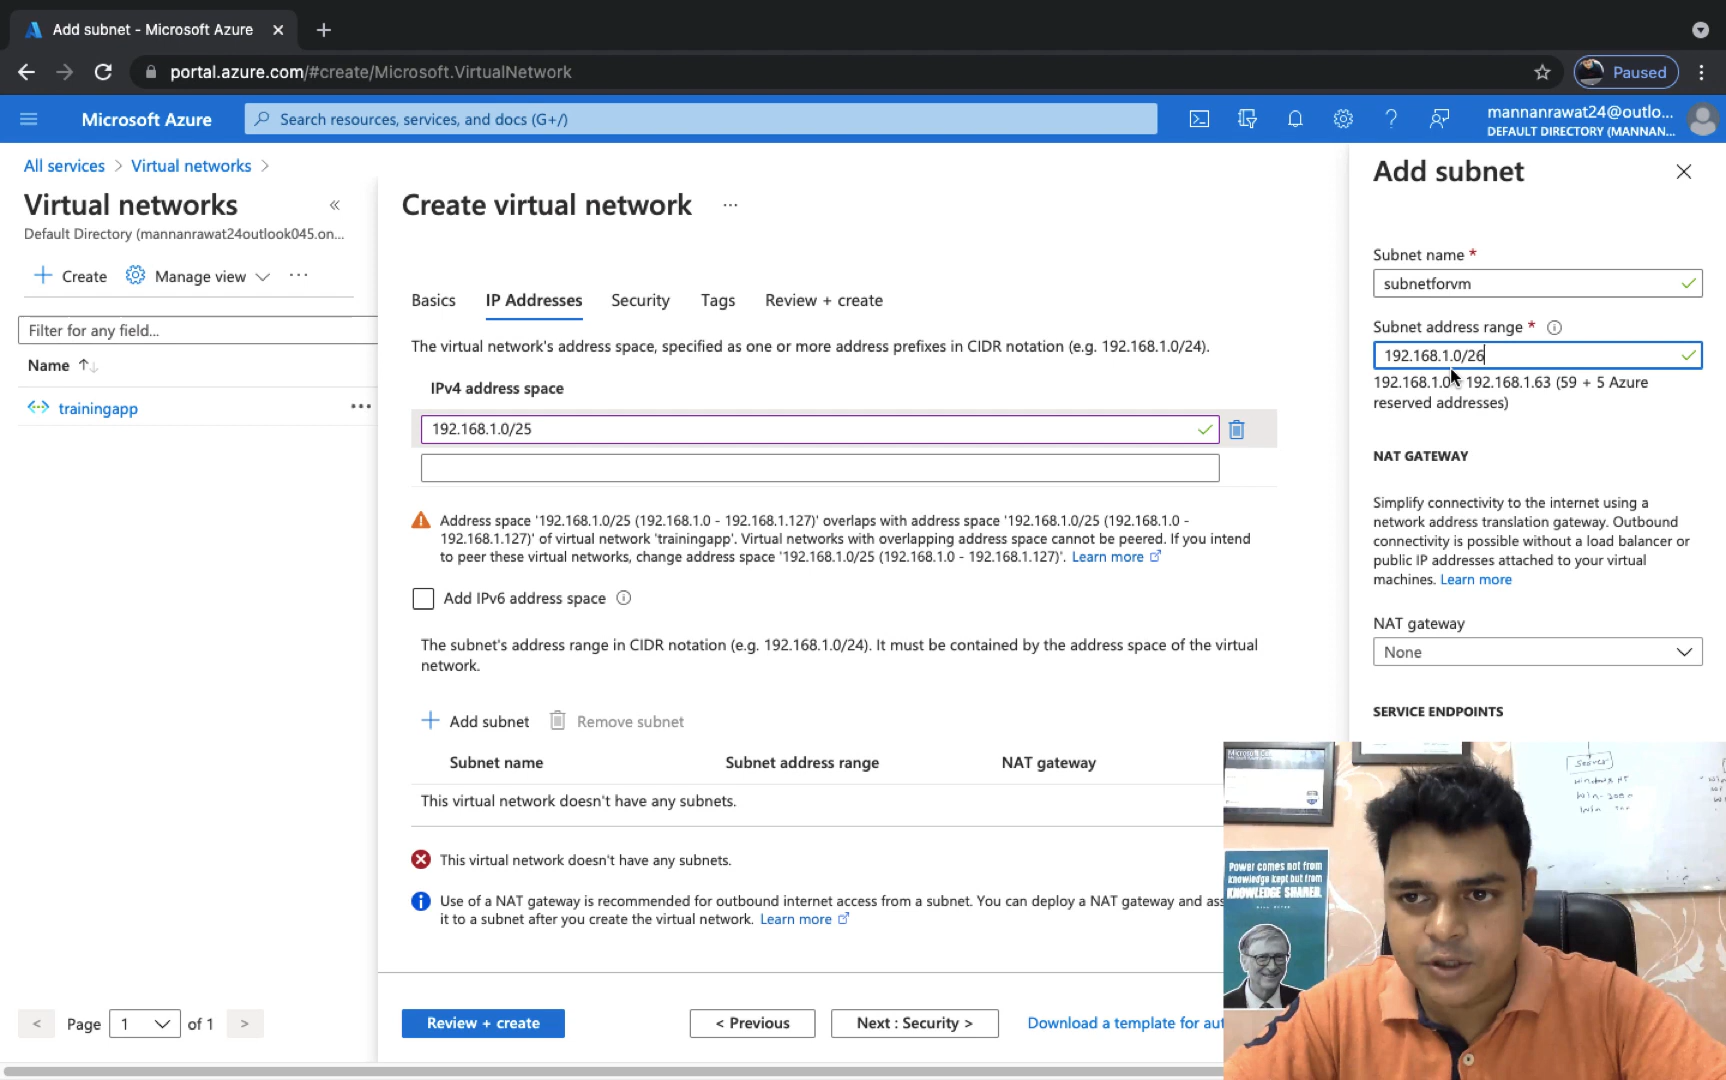 Add subnet - Microsoft Azure
portal.azure.com/#create/Microsoft.VirtualNetwork
Paused
Microsoft Azure
Search resources, services, and docs (G+/)
mannanrawat24@outlo...
DEFAULT DIRECTORY (MANNAN...
All services > Virtual networks >
Virtual networks
Default Directory (mannanrawat24outlook045.on...
Create
Manage view
Filter for any field...
Name
trainingapp
< Page 1 of 1 >
Create virtual network
Basics
IP Addresses
Security
Tags
Review + create
The virtual network's address space, specified as one or more address prefixes in CIDR notation (e.g. 192.168.1.0/24).
IPv4 address space
192.168.1.0/25
Address space '192.168.1.0/25 (192.168.1.0 - 192.168.1.127)' overlaps with address space '192.168.1.0/25 (192.168.1.0 -
192.168.1.127)' of virtual network 'trainingapp'. Virtual networks with overlapping address space cannot be peered. If you intend
to peer these virtual networks, change address space '192.168.1.0/25 (192.168.1.0 - 192.168.1.127)'. Learn more
Add IPv6 address space
The subnet's address range in CIDR notation (e.g. 192.168.1.0/24). It must be contained by the address space of the virtual
network.
Add subnet
Remove subnet
Subnet name
Subnet address range
NAT gateway
This virtual network doesn't have any subnets.
This virtual network doesn't have any subnets.
Use of a NAT gateway is recommended for outbound internet access from a subnet. You can deploy a NAT gateway and ass
it to a subnet after you create the virtual network. Learn more
Review + create
< Previous
Next : Security >
Download a template for aut
Add subnet
Subnet name *
subnetforvm
Subnet address range *
192.168.1.0/26
192.168.1.0 - 192.168.1.63 (59 + 5 Azure
reserved addresses)
NAT GATEWAY
Simplify connectivity to the internet using a
network address translation gateway. Outbound
connectivity is possible without a load balancer or
public IP addresses attached to your virtual
machines. Learn more
NAT gateway
None
SERVICE ENDPOINTS
Power comes not from
knowledge kept but from
KNOWLEDGE SHARED.